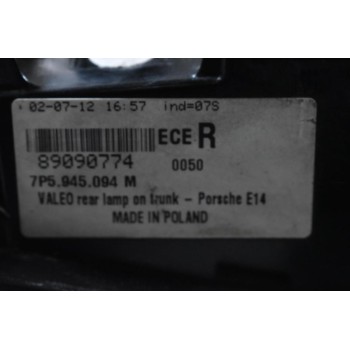 02-07-12 16:57 ind=07S
ECE R
89090774 0050
7P5.945.094 M
VALEO rear lamp on trunk - Porsche E14
MADE IN POLAND